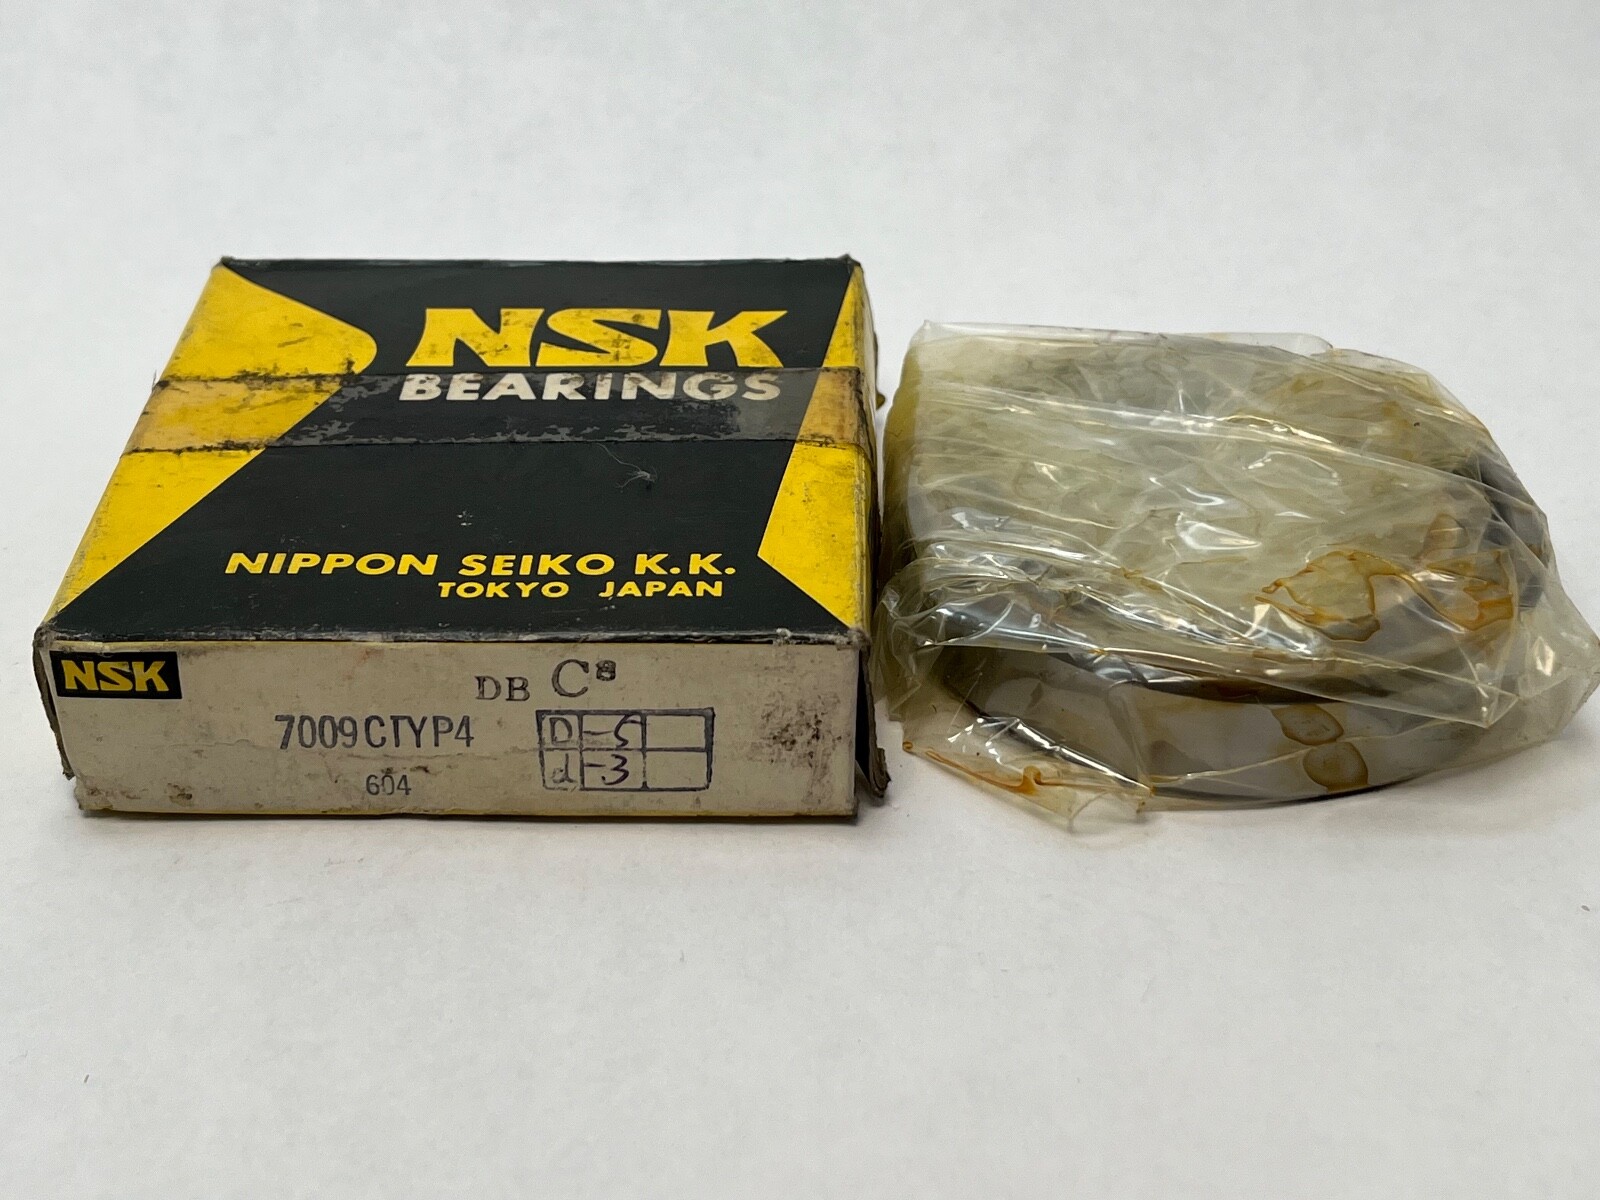 NSK
BEARINGS
NIPPON SEIKO K.K.
TOKYO JAPAN
NSK
DB C8
7009CTYP4
604
D -5
d -3